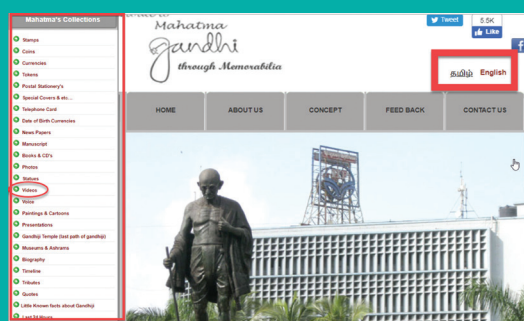 Mahatma's Collections
Stamps
Coins
Currencies
Tokens
Postal Stationery's
Special Covers & etc...
Telephone Card
Date of Birth Currencies
News Papers
Manuscript
Books & CD's
Photos
Statues
Videos
Voice
Paintings & Cartoons
Presentations
Gandhiji Temple (last path of gandhiji)
Museums & Ashrams
Biography
Timeline
Tributes
Quotes
Little Known facts about Gandhiji
Last 24 Hours
Mahatma
Gandhi
through Memorabilia
Tweet
5.5K
Like
தமிழ் English
HOME
ABOUT US
CONCEPT
FEED BACK
CONTACT US